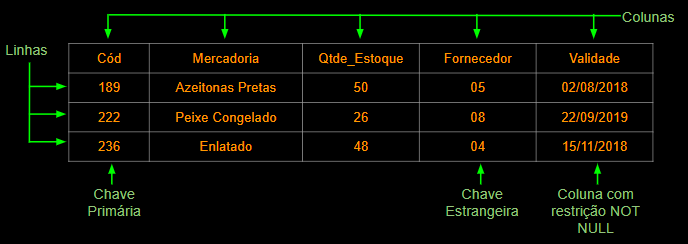 Colunas
Linhas
Cód Mercadoria Qtde_Estoque Fornecedor Validade
189 Azeitonas Pretas 50 05 02/08/2018
222 Peixe Congelado 26 08 22/09/2019
236 Enlatado 48 04 15/11/2018
Chave
Primária
Chave
Estrangeira
Coluna com
restrição NOT
NULL